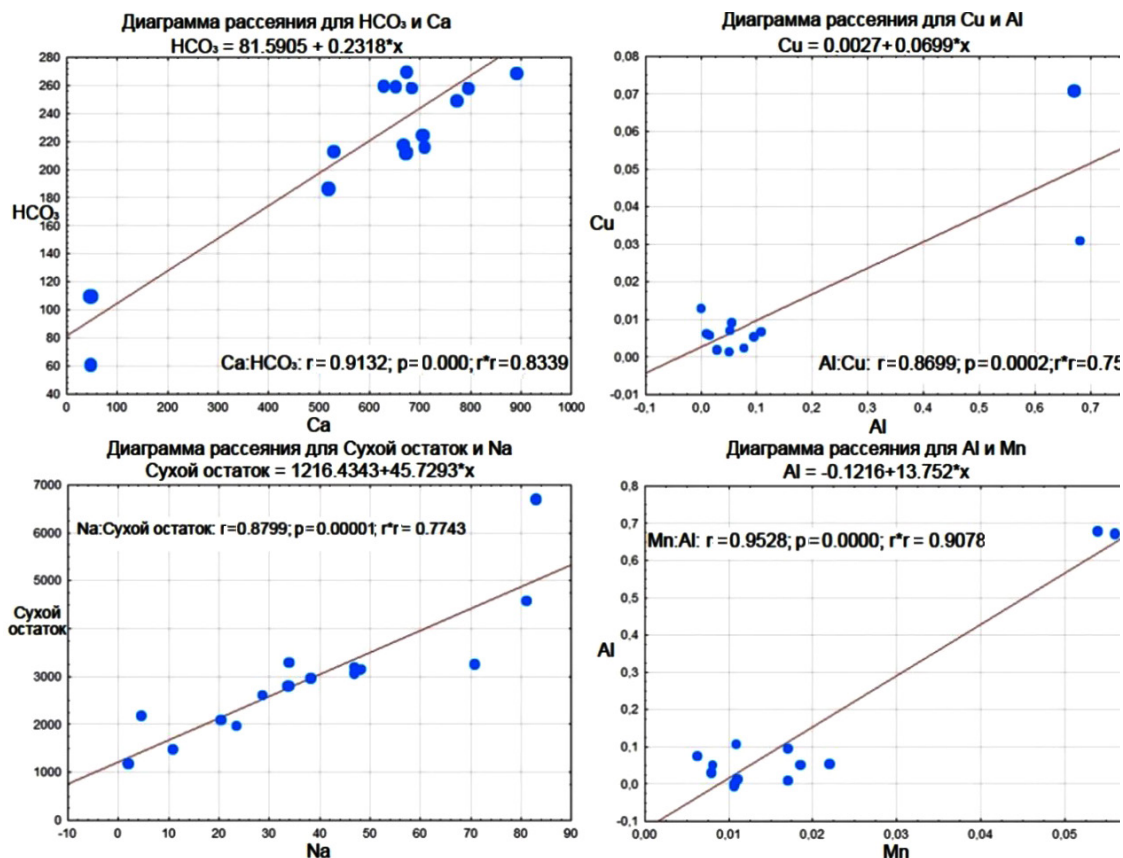 Диаграмма рассеяния для HCO₃ и Ca
HCO₃ = 81.5905 + 0.2318*x
280
260
240
220
200
180
160
140
120
100
80
60
40
HCO₃
Ca:HCO₃: r = 0.9132; p=0.000; r*r=0.8339
0 100 200 300 400 500 600 700 800 900 1000
Ca
Диаграмма рассеяния для Cu и Al
Cu = 0.0027+ 0.0699*x
0,08
0,07
0,06
0,05
0,04
0,03
0,02
0,01
0,00
-0,01
Cu
Al:Cu: r=0.8699; p=0.0002;r*r=0.75
-0,1 0,0 0,1 0,2 0,3 0,4 0,5 0,6 0,7
Al
Диаграмма рассеяния для Сухой остаток и Na
Сухой остаток = 1216.4343+45.7293*x
7000
6000
5000
4000
3000
2000
1000
0
Na:Сухой остаток: r=0.8799; p=0.00001; r*r= 0.7743
Сухой
остаток
-10 0 10 20 30 40 50 60 70 80 90
Na
Диаграмма рассеяния для Al и Mn
Al = -0.1216+13.752*x
0,8
0,7
0,6
0,5
0,4
0,3
0,2
0,1
0,0
-0,1
Mn:Al: r = 0.9528; p=0.0000; r*r = 0.9078
Al
0,00 0,01 0,02 0,03 0,04 0,05
Mn